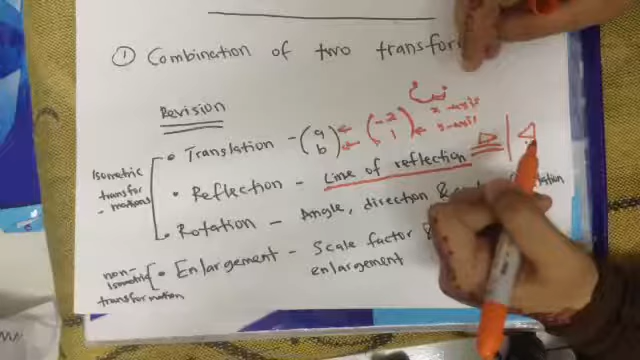 ① Combination of two transfor
Revision
Isometric
transfor
-mations
• Translation - (a b) ← (-2 1) ← x-axis y-axis
• Reflection - Line of reflection
• Rotation - Angle, direction &
non-
isometric
transformation
• Enlargement - Scale factor &
enlargement